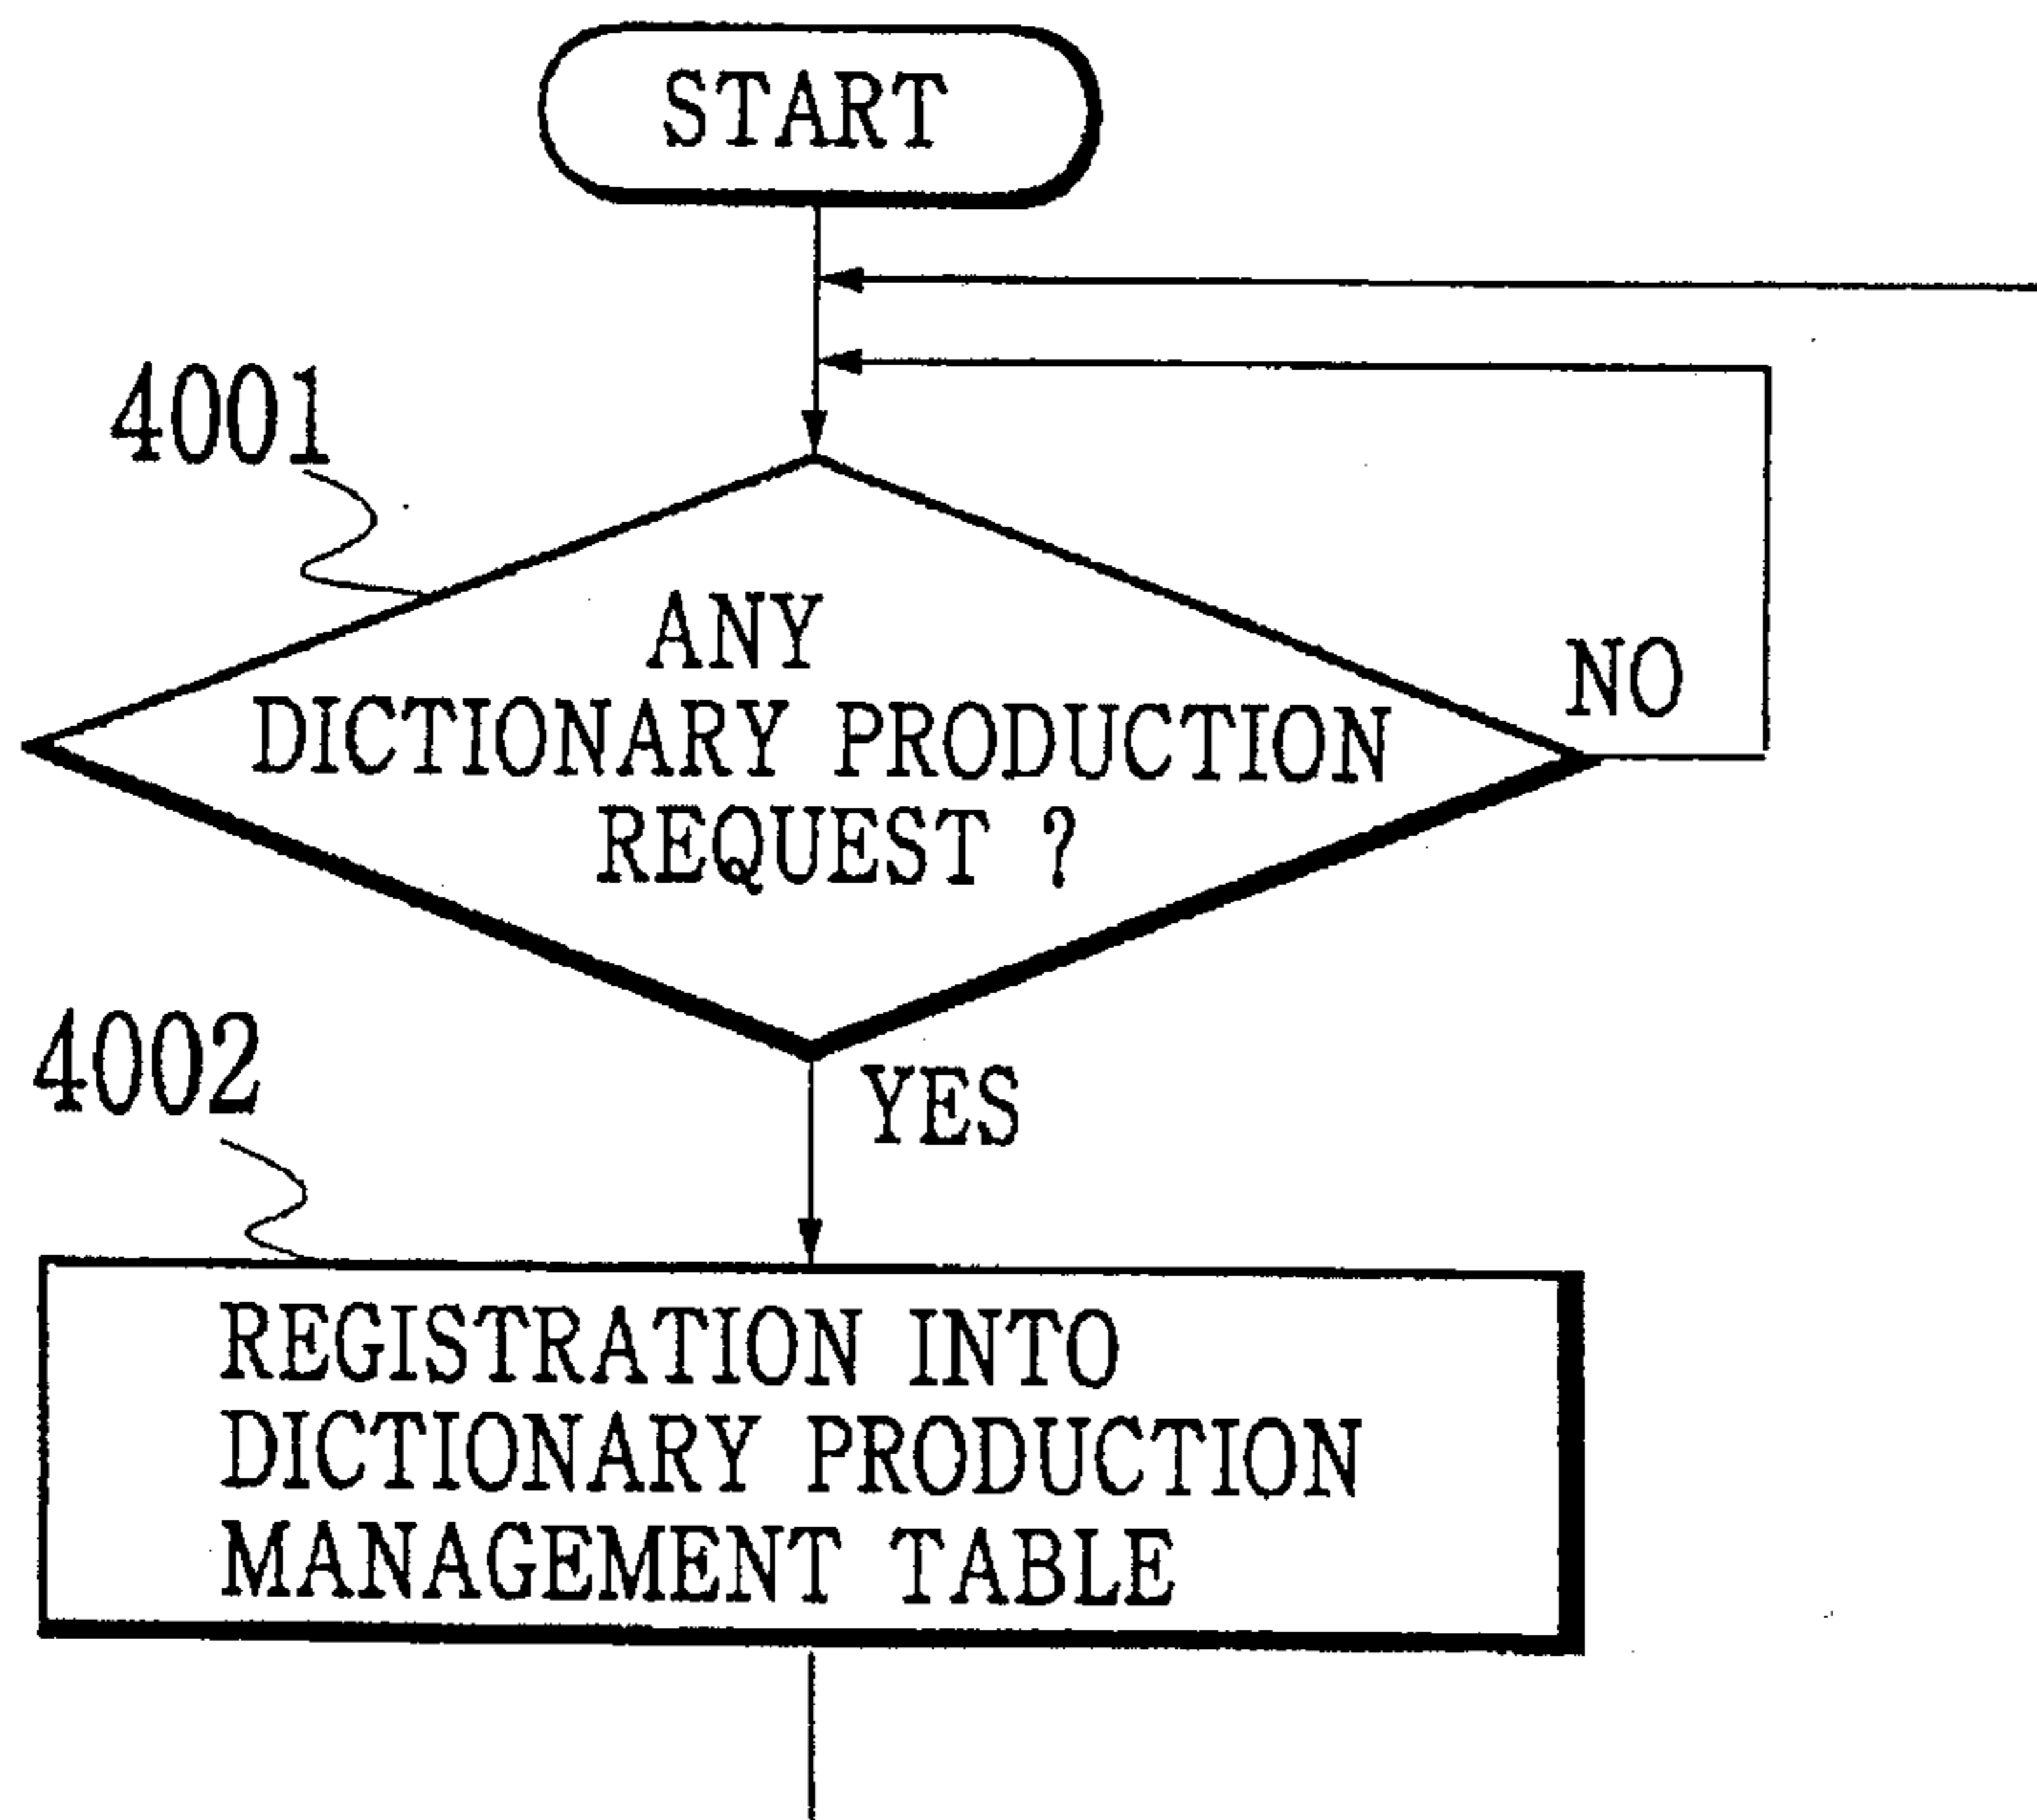 START
4001
ANY
DICTIONARY PRODUCTION
REQUEST ?
NO
4002
YES
REGISTRATION INTO
DICTIONARY PRODUCTION
MANAGEMENT TABLE